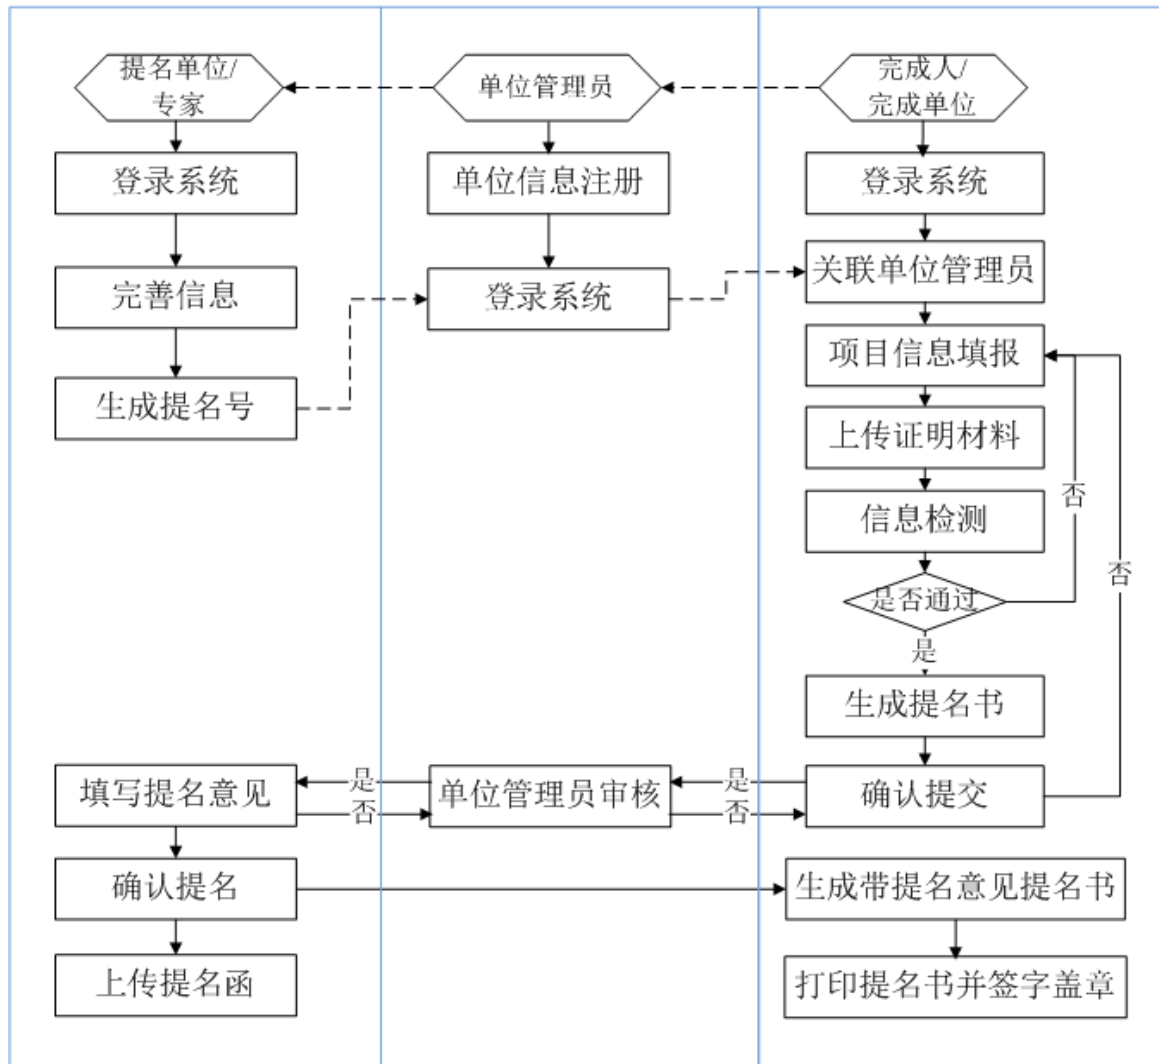 提名单位/
专家
单位管理员
完成人/
完成单位
登录系统
单位信息注册
登录系统
完善信息
登录系统
关联单位管理员
生成提名号
项目信息填报
上传证明材料
否
信息检测
否
是否通过
是
生成提名书
填写提名意见
是
否
单位管理员审核
是
否
确认提交
确认提名
生成带提名意见提名书
上传提名函
打印提名书并签字盖章